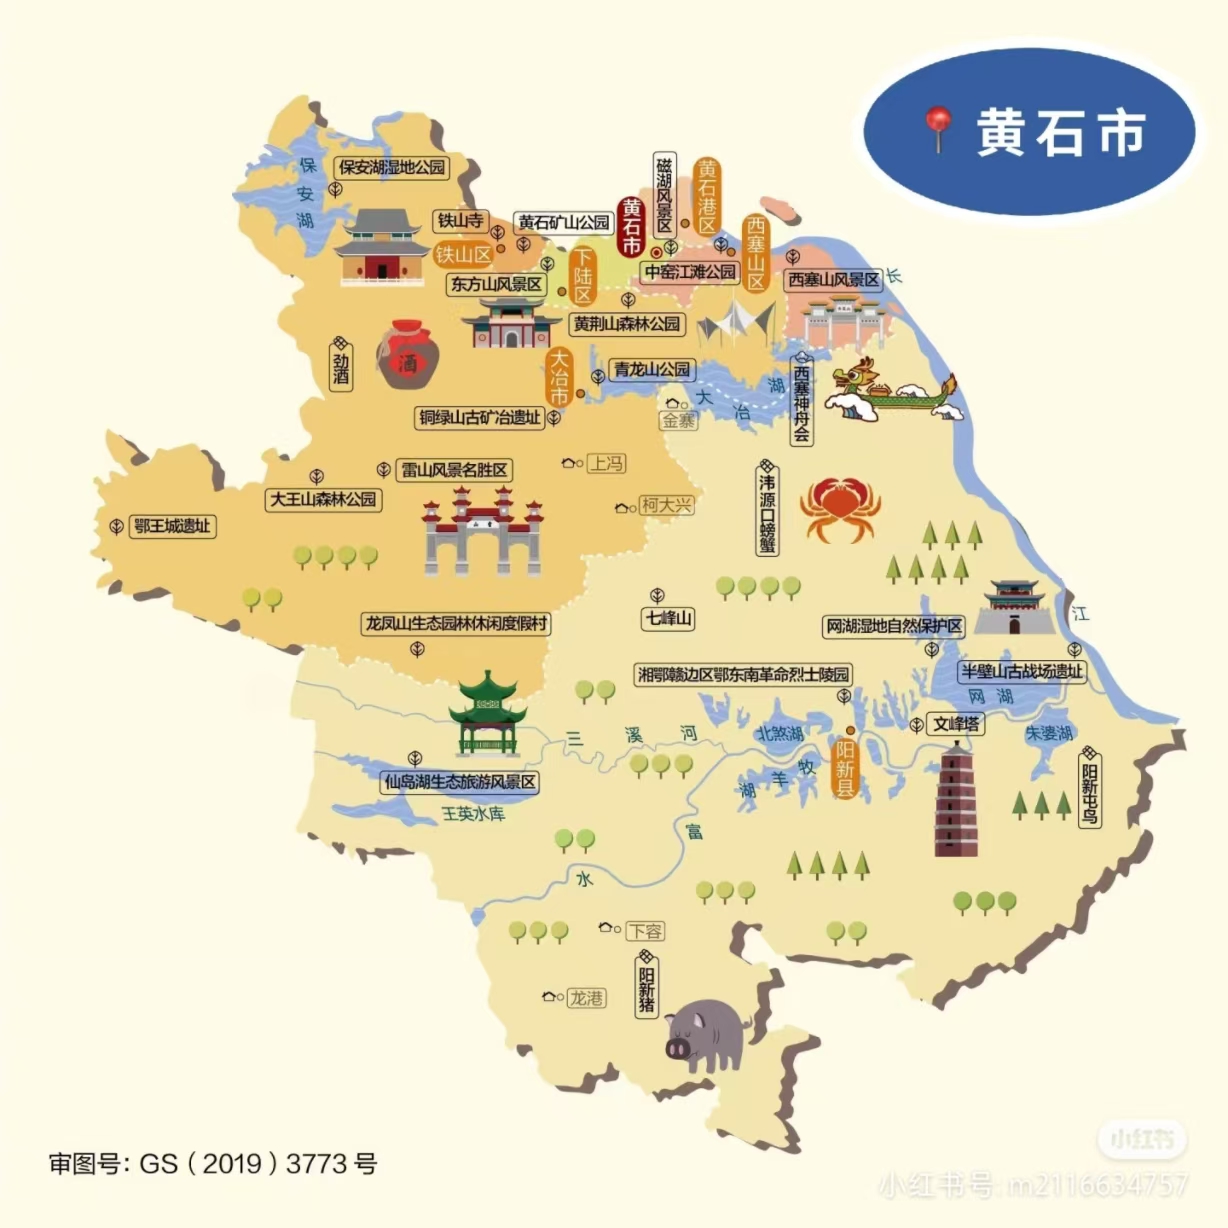 黄石市
保安湖
保安湖湿地公园
铁山寺
铁山区
黄石矿山公园
黄石市
磁湖风景区
黄石港区
西塞山区
下陆区
东方山风景区
中窑江滩公园
西塞山风景区
长
江
黄荆山森林公园
劲酒
酒
大冶市
青龙山公园
大冶湖
西塞神舟会
铜绿山古矿冶遗址
金寨
上冯
雷山风景名胜区
大王山森林公园
柯大兴
鄂王城遗址
湋源口螃蟹
七峰山
龙凤山生态园林休闲度假村
网湖湿地自然保护区
湘鄂赣边区鄂东南革命烈士陵园
半壁山古战场遗址
网湖
文峰塔
朱婆湖
北煞湖
三溪河
阳新县
牧羊湖
阳新屯鸟
仙岛湖生态旅游风景区
王英水库
富
水
下容
阳新猪
龙港
审图号：GS（2019）3773号
小红书
小红书号: m2116634757